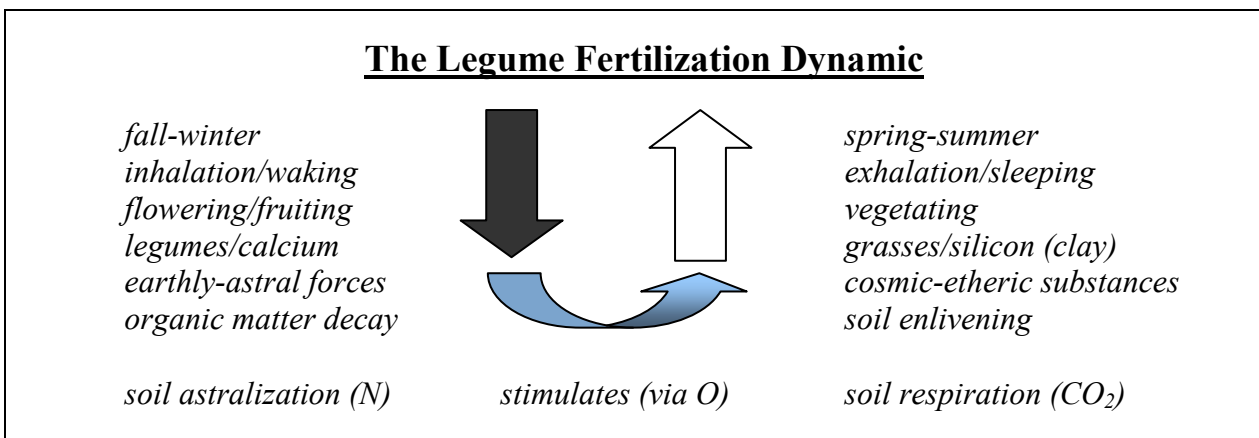 The Legume Fertilization Dynamic
fall-winter
inhalation/waking
flowering/fruiting
legumes/calcium
earthly-astral forces
organic matter decay
spring-summer
exhalation/sleeping
vegetating
grasses/silicon (clay)
cosmic-etheric substances
soil enlivening
soil astralization (N) stimulates (via O) soil respiration (CO₂)